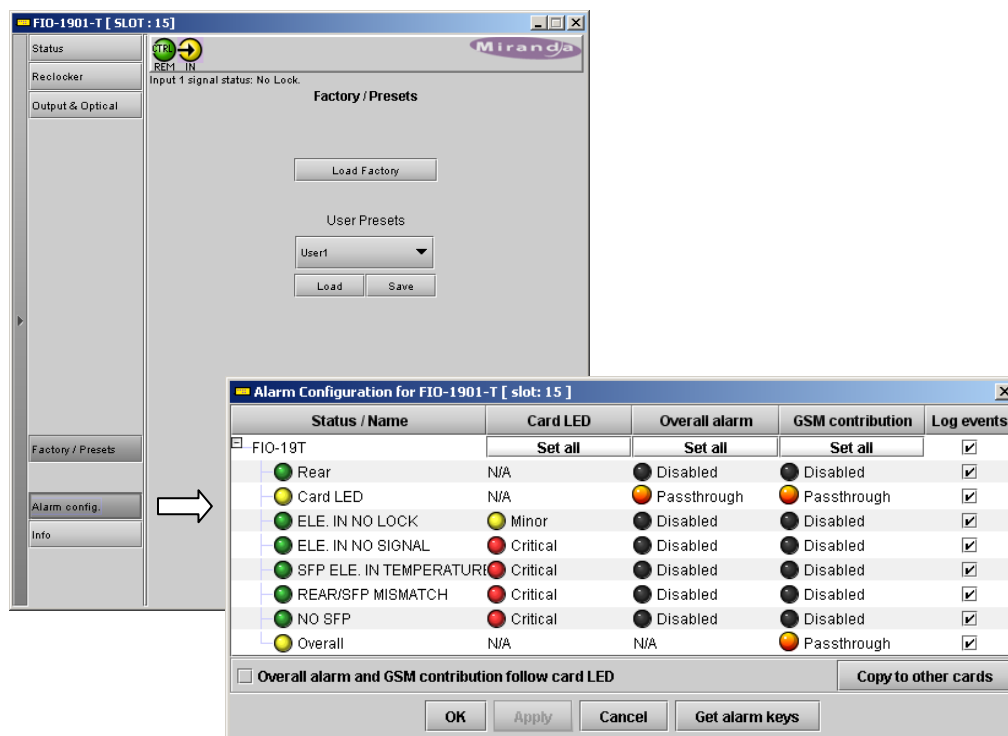 FIO-1901-T [ SLOT : 15]
Status
Reclocker
Output & Optical
CTRL
REM IN
Miranda
Input 1 signal status: No Lock.
Factory / Presets
Load Factory
User Presets
User1
Load Save
Factory / Presets
Alarm config.
Info
Alarm Configuration for FIO-1901-T [ slot: 15 ]
Status / Name Card LED Overall alarm GSM contribution Log events
FIO-19T Set all Set all Set all
Rear N/A Disabled Disabled
Card LED N/A Passthrough Passthrough
ELE. IN NO LOCK Minor Disabled Disabled
ELE. IN NO SIGNAL Critical Disabled Disabled
SFP ELE. IN TEMPERATURE Critical Disabled Disabled
REAR/SFP MISMATCH Critical Disabled Disabled
NO SFP Critical Disabled Disabled
Overall N/A N/A Passthrough
Overall alarm and GSM contribution follow card LED Copy to other cards
OK Apply Cancel Get alarm keys